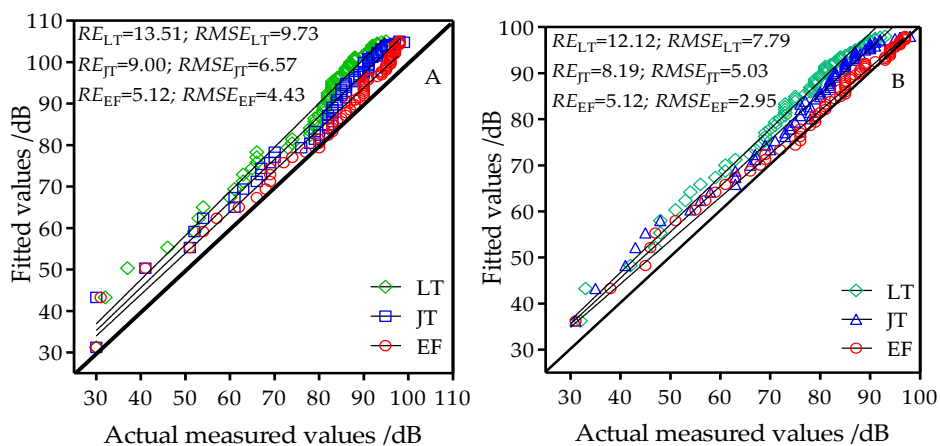 RE_LT=13.51; RMSE_LT=9.73
RE_JT=9.00; RMSE_JT=6.57
RE_EF=5.12; RMSE_EF=4.43
A
110
100
90
80
70
60
50
40
30
Fitted values /dB
LT
JT
EF
30 40 50 60 70 80 90 100 110
Actual measured values /dB
RE_LT=12.12; RMSE_LT=7.79
RE_JT=8.19; RMSE_JT=5.03
RE_EF=5.12; RMSE_EF=2.95
B
100
90
80
70
60
50
40
30
Fitted values /dB
LT
JT
EF
30 40 50 60 70 80 90 100
Actual measured values /dB